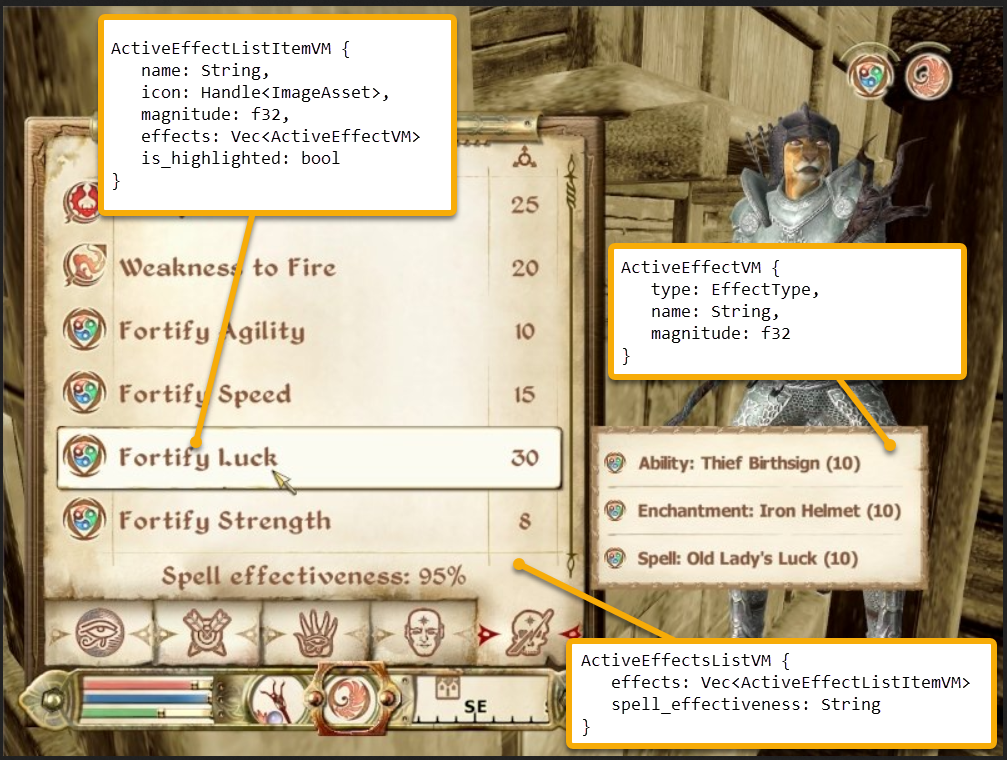 ActiveEffectListItemVM {
name: String,
icon: Handle<ImageAsset>,
magnitude: f32,
effects: Vec<ActiveEffectVM>
is_highlighted: bool
}
25
Weakness to Fire 20
Fortify Agility 10
Fortify Speed 15
Fortify Luck 30
Fortify Strength 8
Spell effectiveness: 95%
ActiveEffectVM {
type: EffectType,
name: String,
magnitude: f32
}
Ability: Thief Birthsign (10)
Enchantment: Iron Helmet (10)
Spell: Old Lady's Luck (10)
ActiveEffectsListVM {
effects: Vec<ActiveEffectListItemVM>
spell_effectiveness: String
}
SE